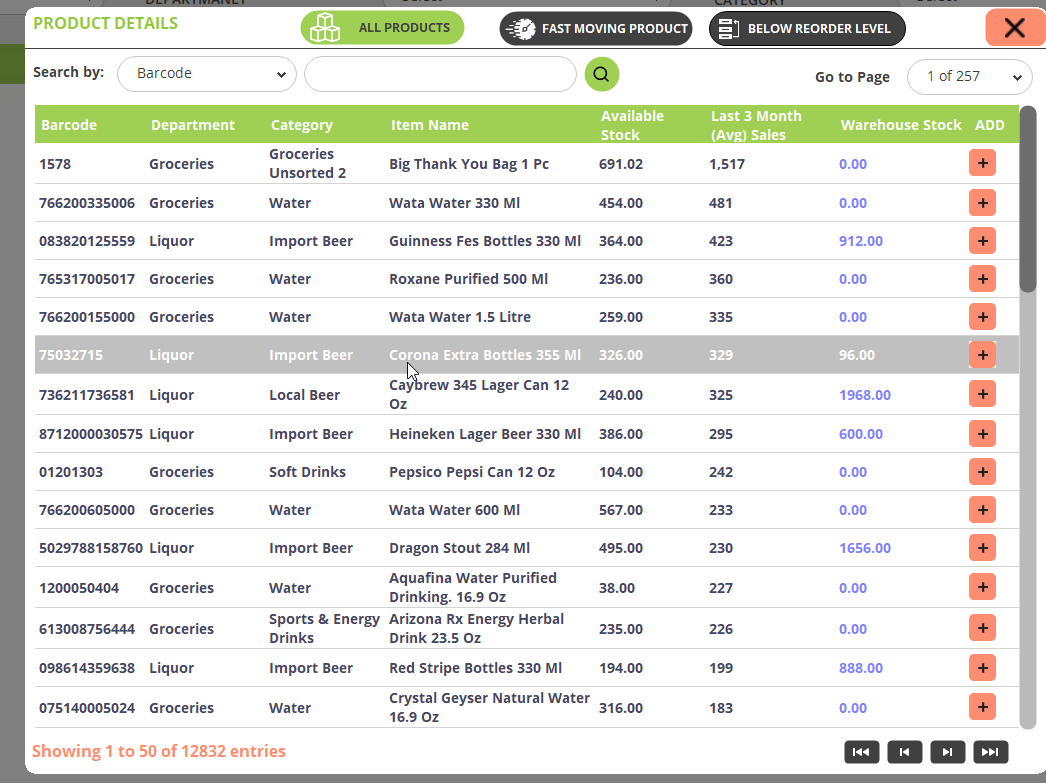 PRODUCT DETAILS
ALL PRODUCTS
FAST MOVING PRODUCT
BELOW REORDER LEVEL
Search by:
Barcode
Go to Page
1 of 257
Barcode Department Category Item Name Available Stock Last 3 Month (Avg) Sales Warehouse Stock ADD
1578 Groceries Groceries Unsorted 2 Big Thank You Bag 1 Pc 691.02 1,517 0.00 +
766200335006 Groceries Water Wata Water 330 Ml 454.00 481 0.00 +
083820125559 Liquor Import Beer Guinness Fes Bottles 330 Ml 364.00 423 912.00 +
765317005017 Groceries Water Roxane Purified 500 Ml 236.00 360 0.00 +
766200155000 Groceries Water Wata Water 1.5 Litre 259.00 335 0.00 +
75032715 Liquor Import Beer Corona Extra Bottles 355 Ml 326.00 329 96.00 +
736211736581 Liquor Local Beer Caybrew 345 Lager Can 12 Oz 240.00 325 1968.00 +
8712000030575 Liquor Import Beer Heineken Lager Beer 330 Ml 386.00 295 600.00 +
01201303 Groceries Soft Drinks Pepsico Pepsi Can 12 Oz 104.00 242 0.00 +
766200605000 Groceries Water Wata Water 600 Ml 567.00 233 0.00 +
5029788158760 Liquor Import Beer Dragon Stout 284 Ml 495.00 230 1656.00 +
1200050404 Groceries Water Aquafina Water Purified Drinking. 16.9 Oz 38.00 227 0.00 +
613008756444 Groceries Sports & Energy Drinks Arizona Rx Energy Herbal Drink 23.5 Oz 235.00 226 0.00 +
098614359638 Liquor Import Beer Red Stripe Bottles 330 Ml 194.00 199 888.00 +
075140005024 Groceries Water Crystal Geyser Natural Water 16.9 Oz 316.00 183 0.00 +
Showing 1 to 50 of 12832 entries